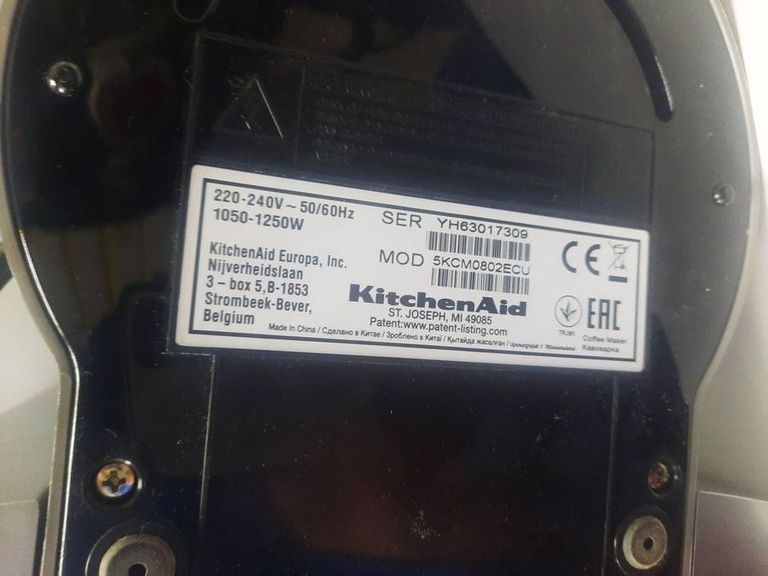 220-240V ~ 50/60Hz
1050-1250W
KitchenAid Europa, Inc.
Nijverheidslaan
3 – box 5, B-1853
Strombeek-Bever,
Belgium
SER YH63017309
MOD 5KCM0802ECU
KitchenAid
ST. JOSEPH, MI 49085
Patent:www.patent-listing.com
Made in China / Сделано в Китае / Зроблено в Китаї / Қытайда жасалған /
CE
EAC
Coffee Maker
Кавоварка